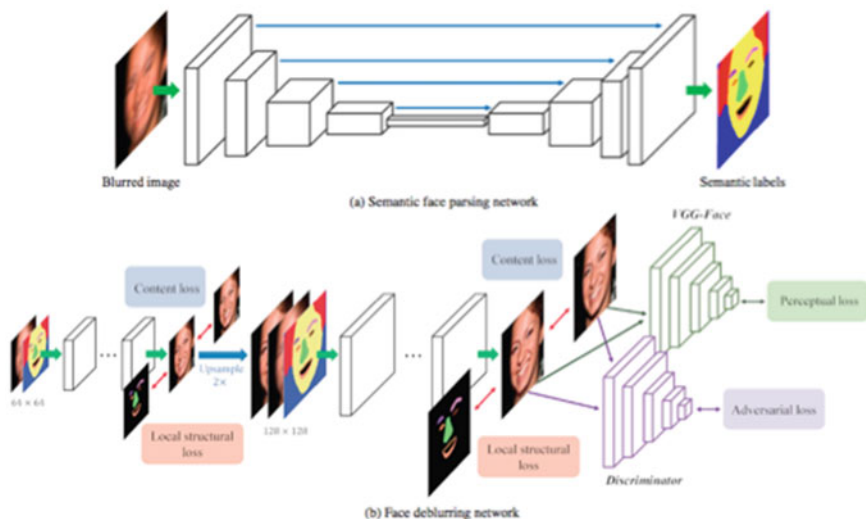 Blurred image
Semantic labels
(a) Semantic face parsing network
VGG-Face
Content loss
Content loss
Perceptual loss
Upsample
2×
64 × 64
128 × 128
Adversarial loss
Local structural
loss
Local structural
loss
Discriminator
(b) Face deblurring network